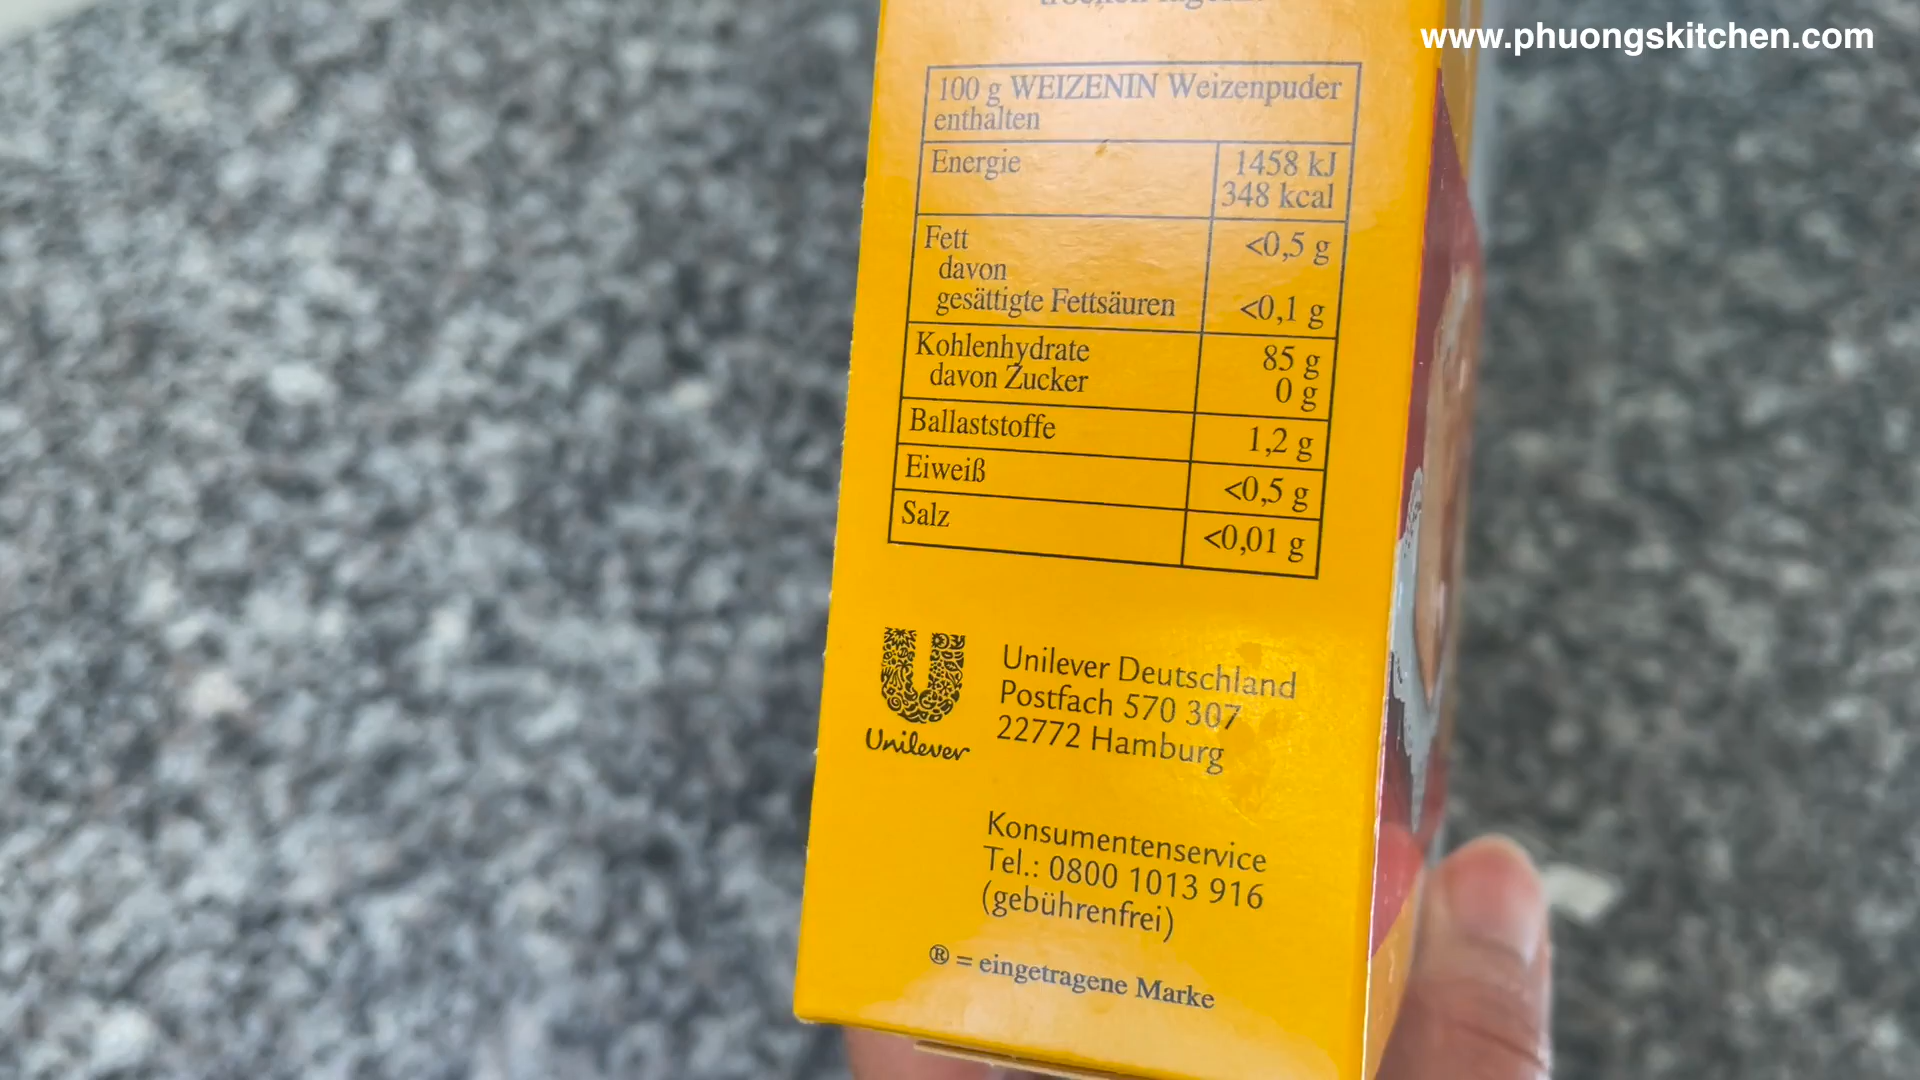 www.phuongskitchen.com
100 g WEIZENIN Weizenpuder
enthalten
Energie 1458 kJ
348 kcal
Fett <0,5 g
davon
gesättigte Fettsäuren <0,1 g
Kohlenhydrate 85 g
davon Zucker 0 g
Ballaststoffe 1,2 g
Eiweiß <0,5 g
Salz <0,01 g
Unilever
Unilever Deutschland
Postfach 570 307
22772 Hamburg
Konsumentenservice
Tel.: 0800 1013 916
(gebührenfrei)
® = eingetragene Marke